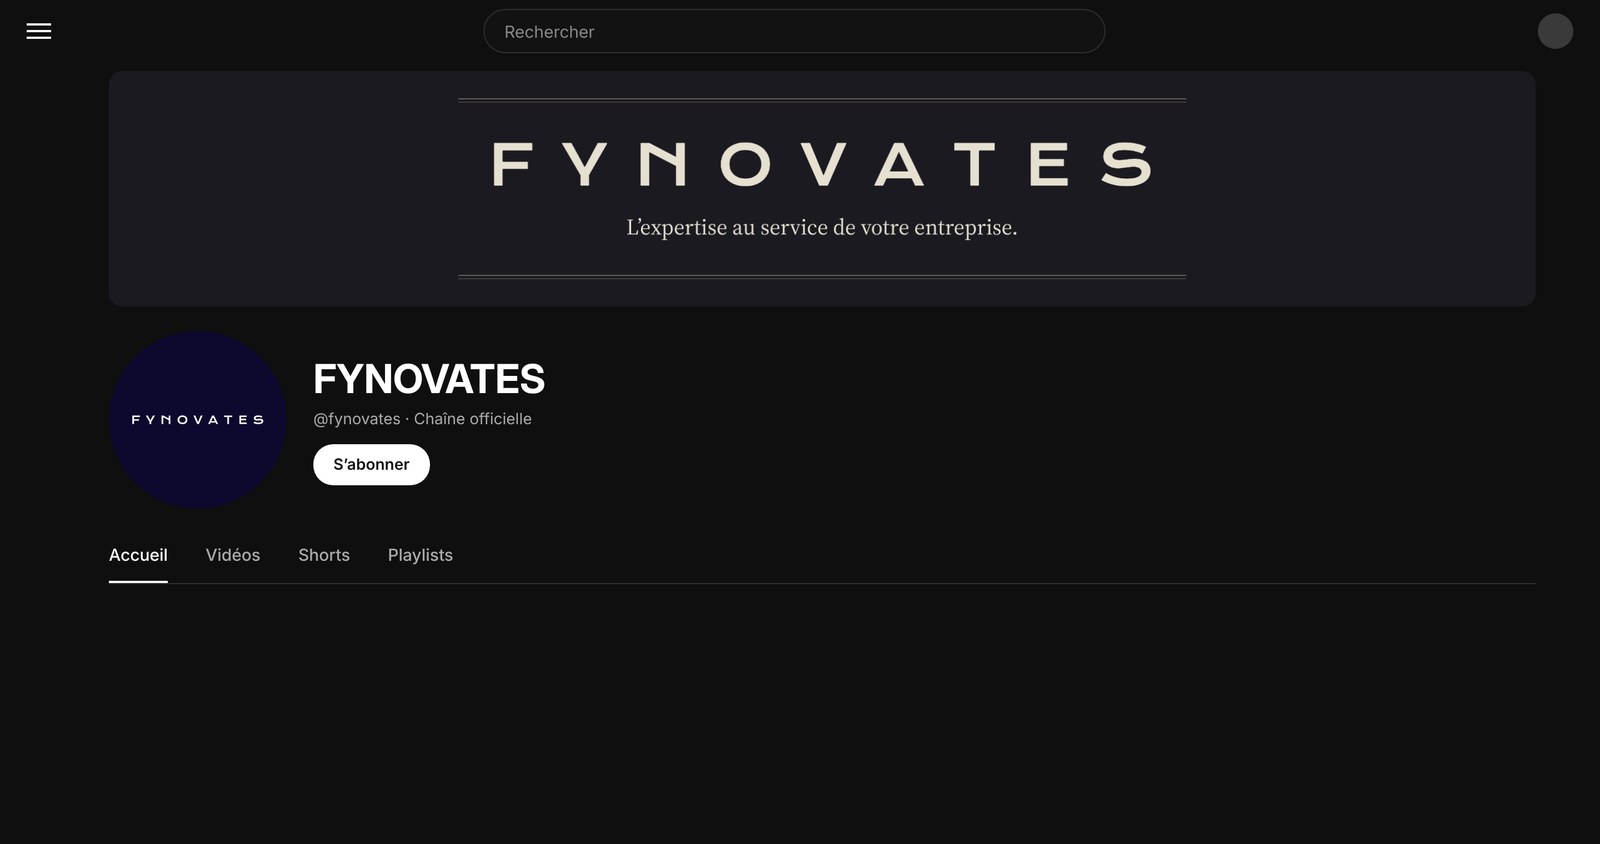 Rechercher
FYNOVATES
L’expertise au service de votre entreprise.
FYNOVATES
FYNOVATES
@fynovates · Chaîne officielle
S’abonner
Accueil Vidéos Shorts Playlists